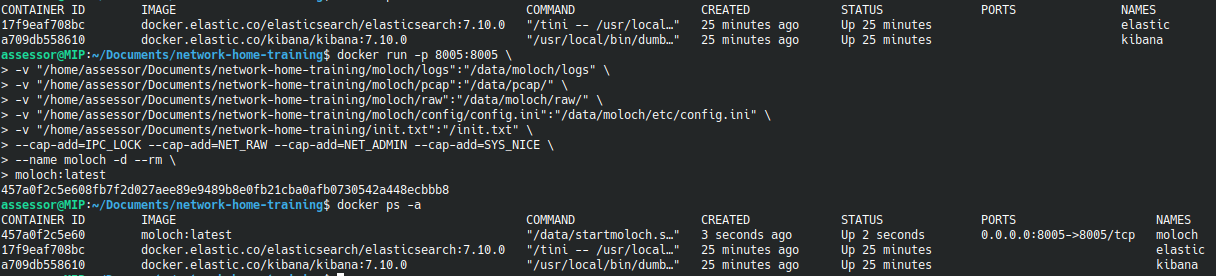 CONTAINER ID IMAGE COMMAND CREATED STATUS PORTS NAMES
17f9eaf708bc docker.elastic.co/elasticsearch/elasticsearch:7.10.0 "/tini -- /usr/local…" 25 minutes ago Up 25 minutes elastic
a709db558610 docker.elastic.co/kibana/kibana:7.10.0 "/usr/local/bin/dumb…" 25 minutes ago Up 25 minutes kibana
assessor@MIP:~/Documents/network-home-training$ docker run -p 8005:8005 \
> -v "/home/assessor/Documents/network-home-training/moloch/logs":"/data/moloch/logs" \
> -v "/home/assessor/Documents/network-home-training/moloch/pcap":"/data/pcap/" \
> -v "/home/assessor/Documents/network-home-training/moloch/raw":"/data/moloch/raw/" \
> -v "/home/assessor/Documents/network-home-training/moloch/config/config.ini":"/data/moloch/etc/config.ini" \
> -v "/home/assessor/Documents/network-home-training/init.txt":"/init.txt" \
> --cap-add=IPC_LOCK --cap-add=NET_RAW --cap-add=NET_ADMIN --cap-add=SYS_NICE \
> --name moloch -d --rm \
> moloch:latest
457a0f2c5e608fb7f2d027aee89e9489b8e0fb21cba0afb0730542a448ecbbb8
assessor@MIP:~/Documents/network-home-training$ docker ps -a
CONTAINER ID IMAGE COMMAND CREATED STATUS PORTS NAMES
457a0f2c5e60 moloch:latest "/data/startmoloch.s…" 3 seconds ago Up 2 seconds 0.0.0.0:8005->8005/tcp moloch
17f9eaf708bc docker.elastic.co/elasticsearch/elasticsearch:7.10.0 "/tini -- /usr/local…" 25 minutes ago Up 25 minutes elastic
a709db558610 docker.elastic.co/kibana/kibana:7.10.0 "/usr/local/bin/dumb…" 25 minutes ago Up 25 minutes kibana